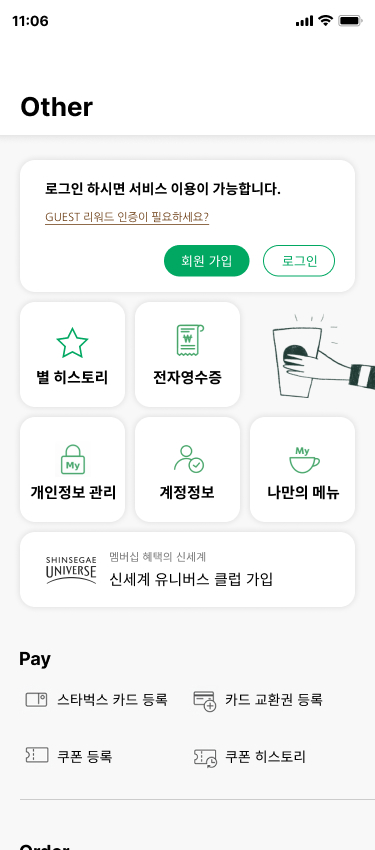 11:06
Other
로그인 하시면 서비스 이용이 가능합니다.
GUEST 리워드 인증이 필요하세요?
회원 가입
로그인
별 히스토리
전자영수증
My
개인정보 관리
계정정보
My
나만의 메뉴
SHINSEGAE
UNIVERSE
멤버십 혜택의 신세계
신세계 유니버스 클럽 가입
Pay
스타벅스 카드 등록
카드 교환권 등록
쿠폰 등록
쿠폰 히스토리
Order